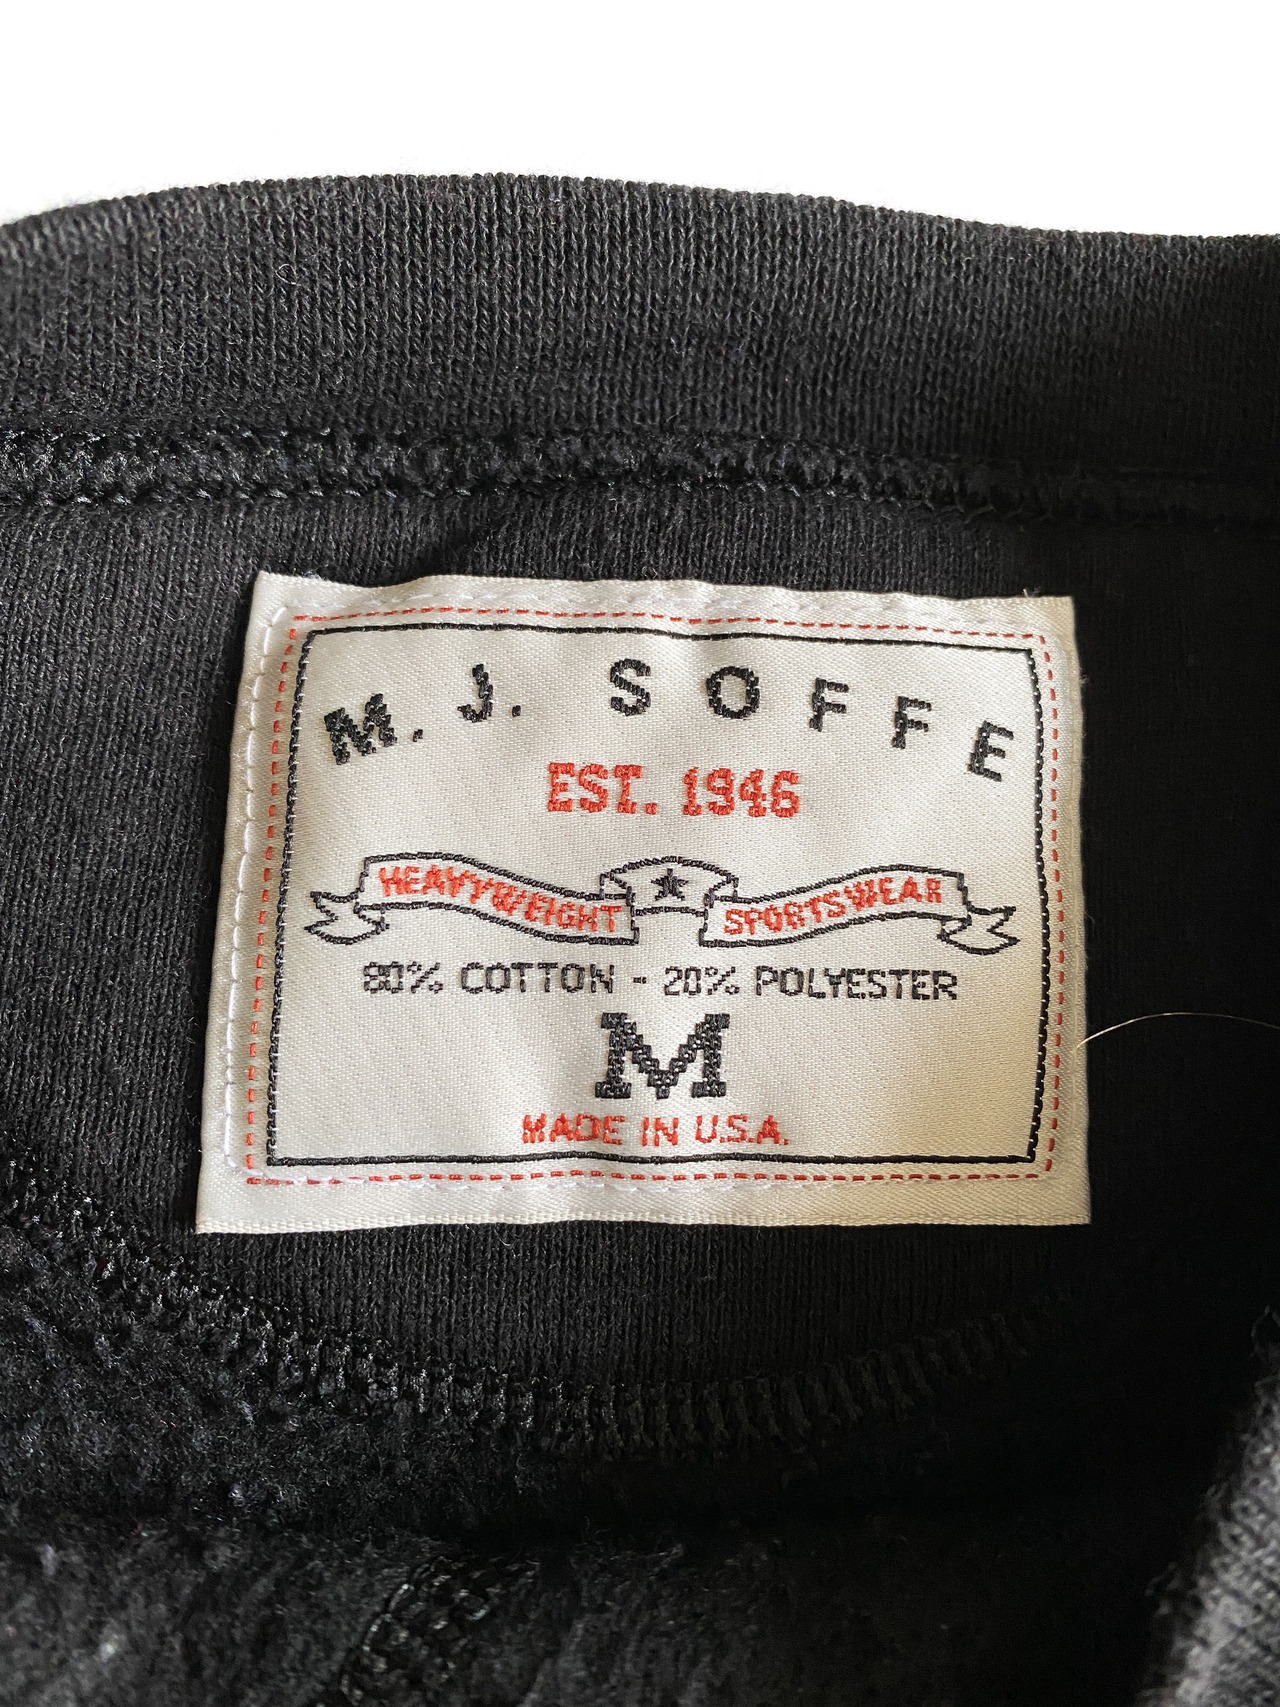 M. J. SOFFE
EST. 1946
HEAVYWEIGHT SPORTSWEAR
80% COTTON - 20% POLYESTER
M
MADE IN U.S.A.